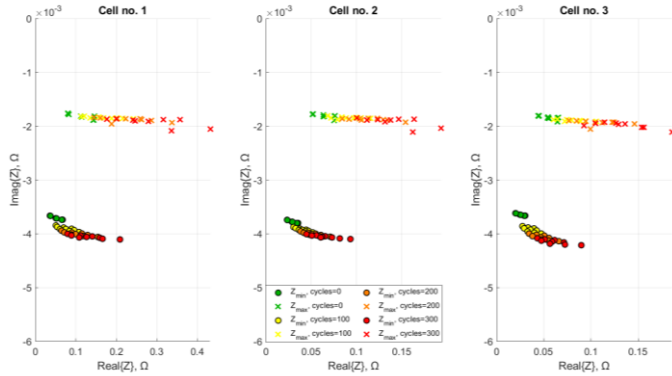 Cell no. 1
×10⁻³
0
-1
-2
-3
-4
-5
-6
Imag{Z}, Ω
0 0.1 0.2 0.3 0.4
Real{Z}, Ω
Cell no. 2
×10⁻³
0
-1
-2
-3
-4
-5
-6
Imag{Z}, Ω
Z_min, cycles=0 Z_min, cycles=200
Z_max, cycles=0 Z_max, cycles=200
Z_min, cycles=100 Z_min, cycles=300
Z_max, cycles=100 Z_max, cycles=300
0 0.05 0.1 0.15
Real{Z}, Ω
Cell no. 3
×10⁻³
0
-1
-2
-3
-4
-5
-6
Imag{Z}, Ω
0 0.05 0.1 0.15
Real{Z}, Ω